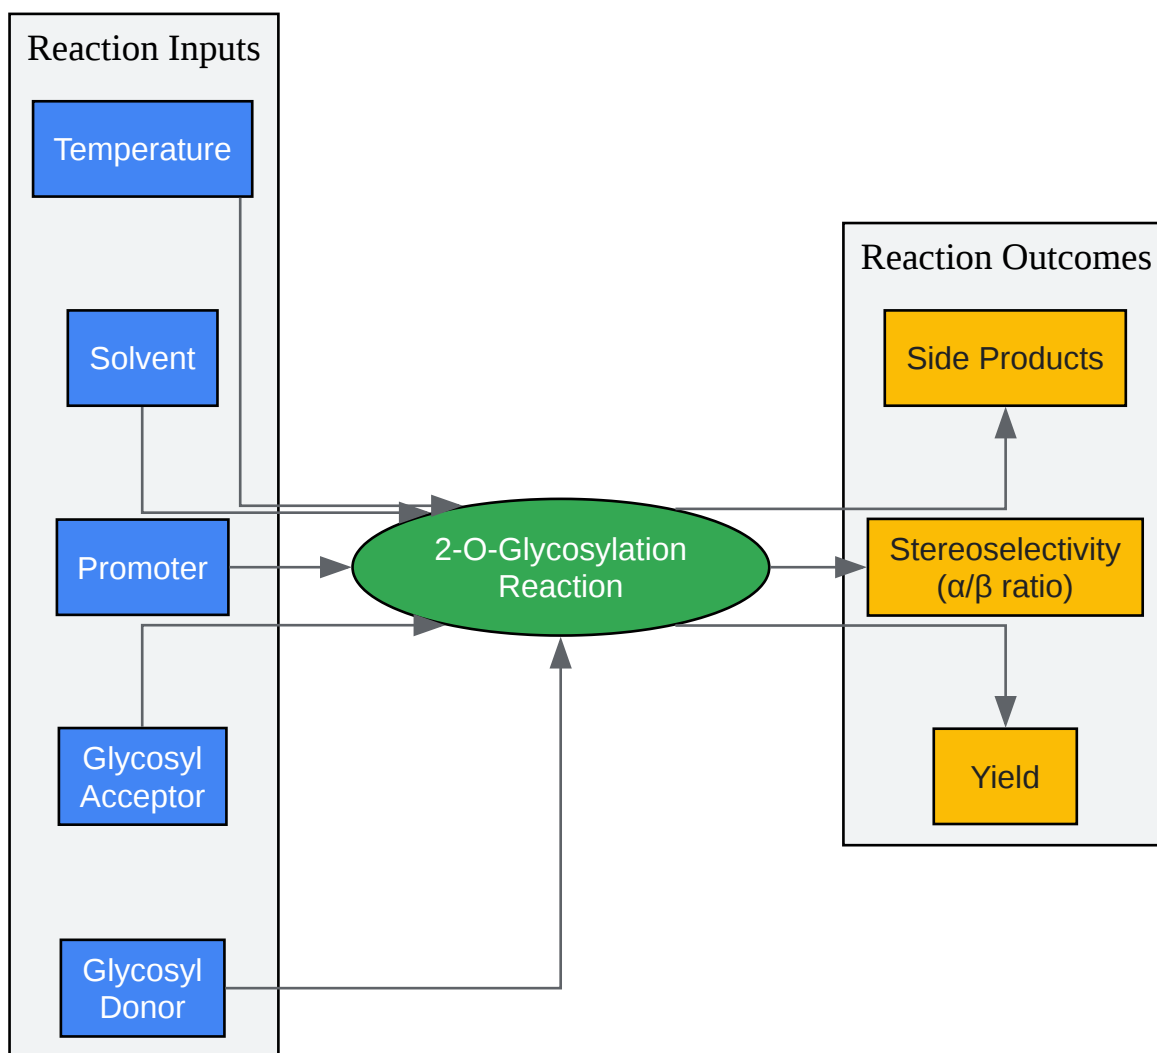 Reaction Inputs
Temperature
Solvent
Promoter
Glycosyl
Acceptor
Glycosyl
Donor
2-O-Glycosylation
Reaction
Reaction Outcomes
Side Products
Stereoselectivity
(α/β ratio)
Yield